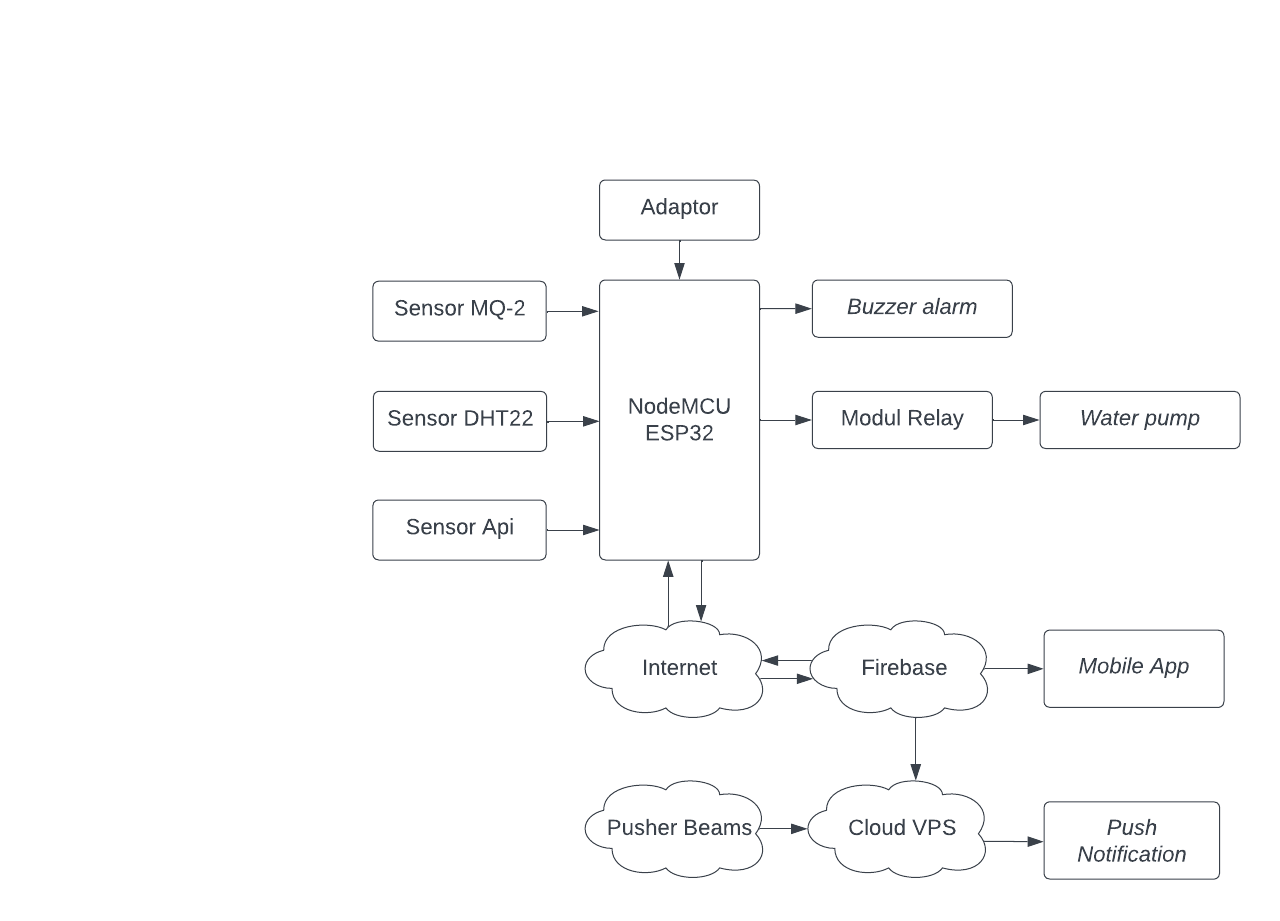 Adaptor
Sensor MQ-2
Buzzer alarm
NodeMCU
ESP32
Sensor DHT22
Modul Relay
Water pump
Sensor Api
Internet
Firebase
Mobile App
Pusher Beams
Cloud VPS
Push
Notification